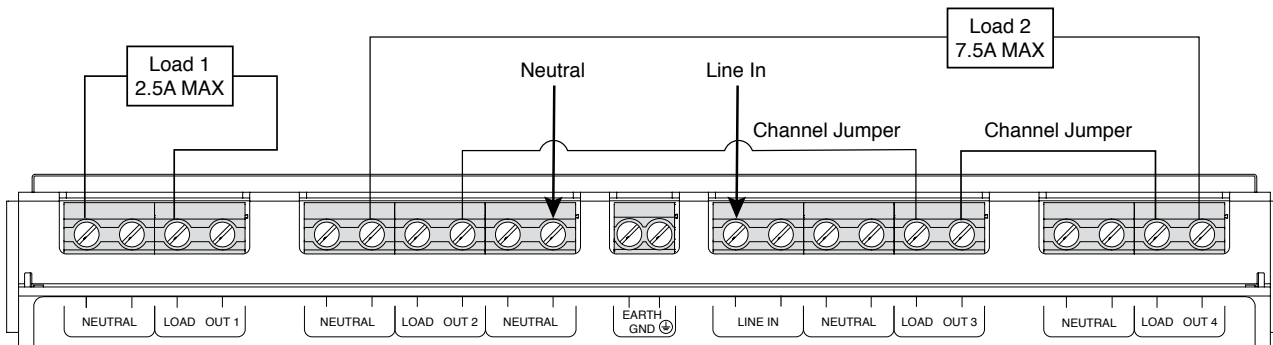 Load 1
2.5A MAX
Load 2
7.5A MAX
Neutral
Line In
Channel Jumper
Channel Jumper
NEUTRAL
LOAD OUT 1
NEUTRAL
LOAD OUT 2
NEUTRAL
EARTH
GND
LINE IN
NEUTRAL
LOAD OUT 3
NEUTRAL
LOAD OUT 4